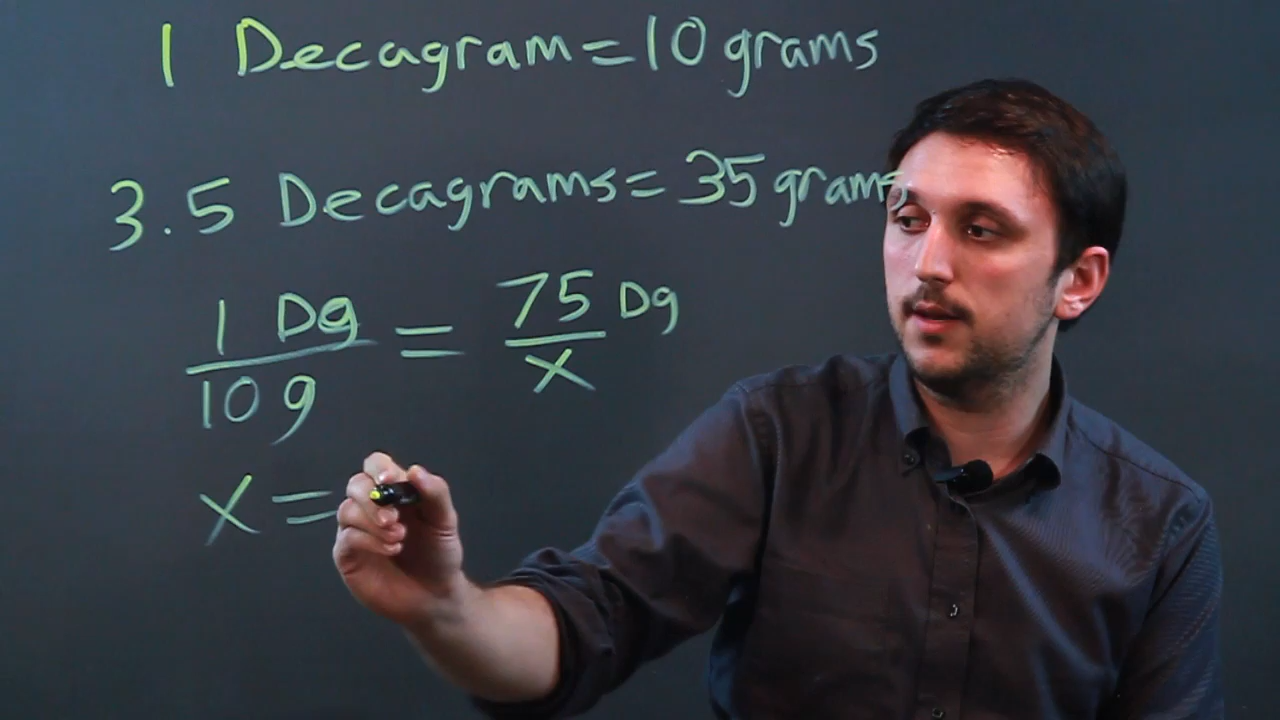 1 Decagram = 10 grams
3.5 Decagrams = 35 grams
1 Dg = 75 Dg
10 g x
x =